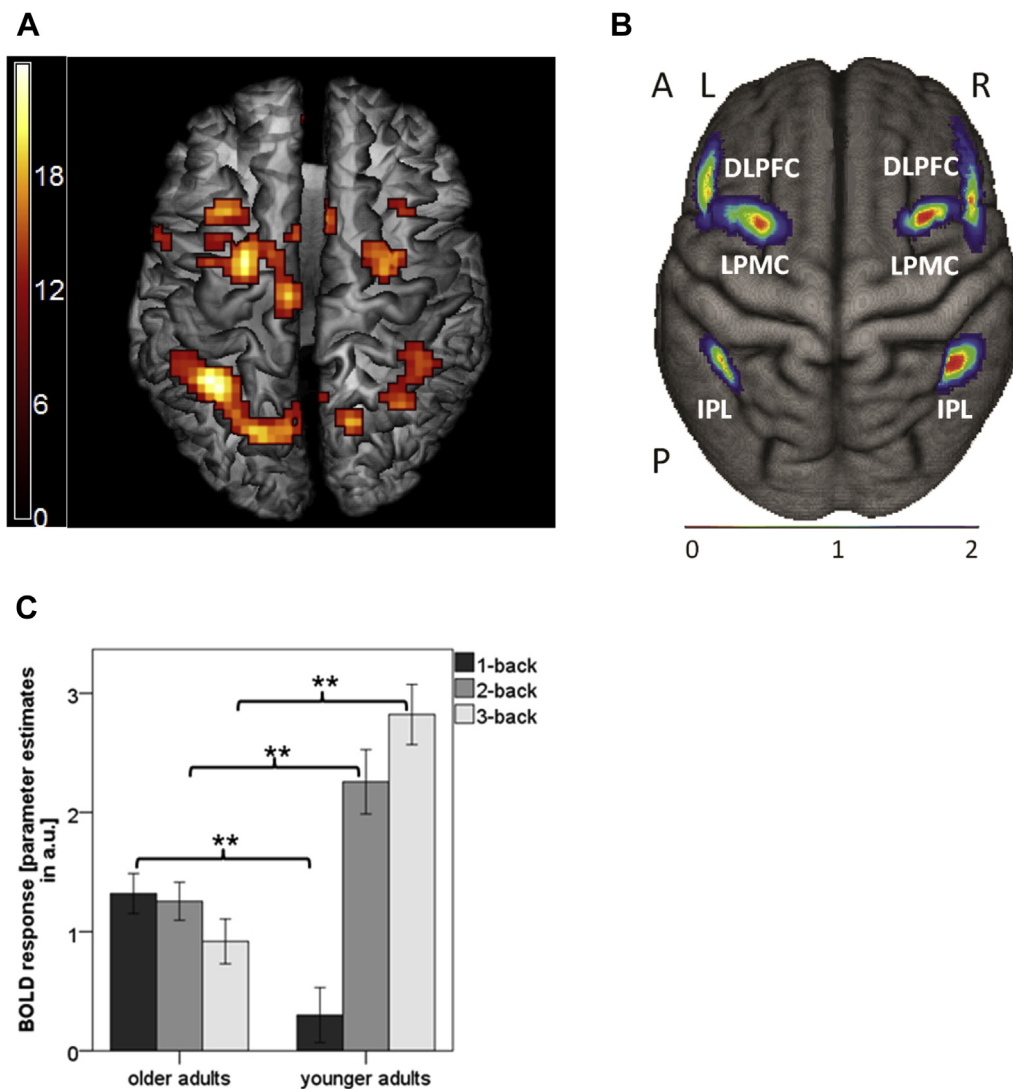 A
B
18
12
6
0
A L R
DLPFC DLPFC
LPMC LPMC
IPL IPL
P
0 1 2
C
BOLD response [parameter estimates
in a.u.]
3
2
1
0
**
**
**
1-back
2-back
3-back
older adults younger adults